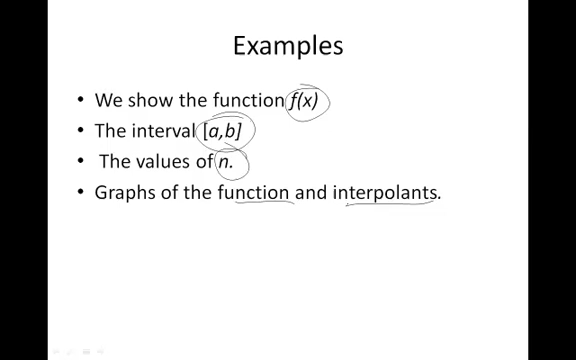 Examples
• We show the function f(x)
• The interval [a,b]
• The values of n.
• Graphs of the function and interpolants.